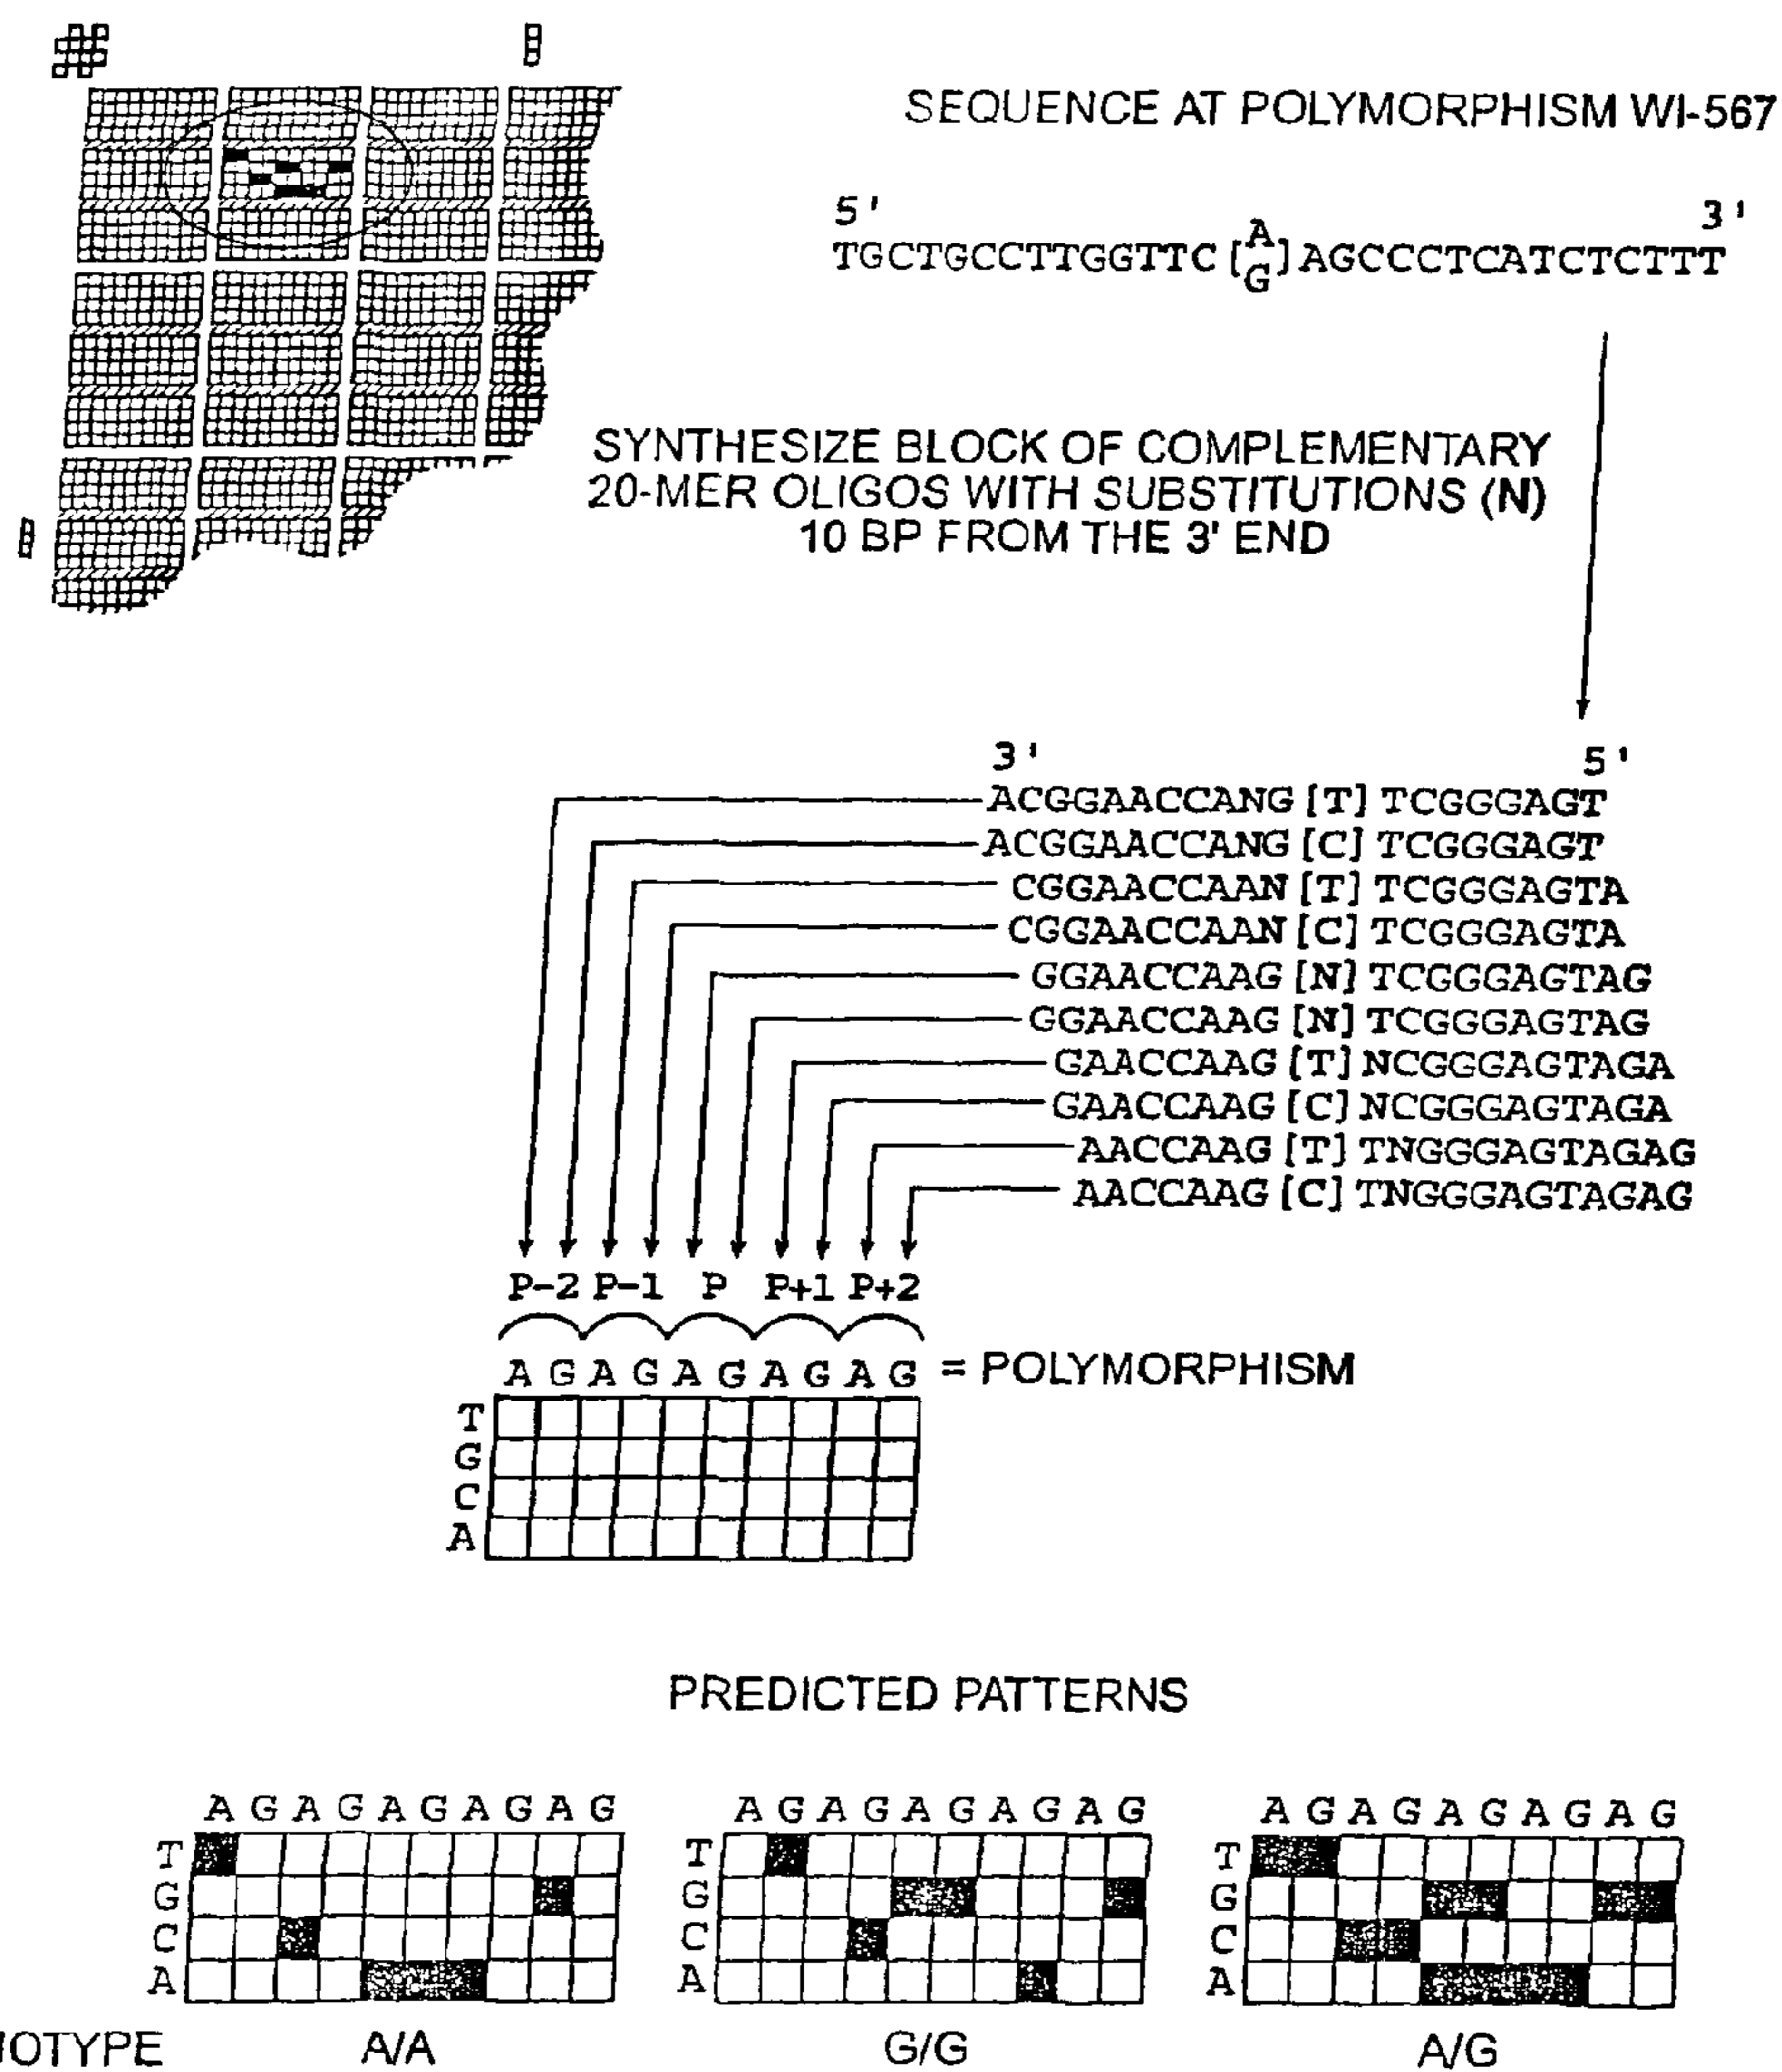 SEQUENCE AT POLYMORPHISM WI-567
5' 3'
TGCTGCCTTGGTTC [A/G] AGCCCTCATCTCTTT
SYNTHESIZE BLOCK OF COMPLEMENTARY
20-MER OLIGOS WITH SUBSTITUTIONS (N)
10 BP FROM THE 3' END
3' 5'
ACGGAACCANG [T] TCGGGAGT
ACGGAACCANG [C] TCGGGAGT
CGGAACCAAN [T] TCGGGAGTA
CGGAACCAAN [C] TCGGGAGTA
GGAACCAAG [N] TCGGGAGTAG
GGAACCAAG [N] TCGGGAGTAG
GAACCAAG [T] NCGGGAGTAGA
GAACCAAG [C] NCGGGAGTAGA
AACCAAG [T] TNGGGAGTAGAG
AACCAAG [C] TNGGGAGTAGAG
P-2 P-1 P P+1 P+2
A G A G A G A G A G = POLYMORPHISM
T
G
C
A
PREDICTED PATTERNS
A G A G A G A G A G A G A G A G A G A G A G A G A G A G A G
T T T
G G G
C C C
A A A
OTYPE A/A G/G A/G